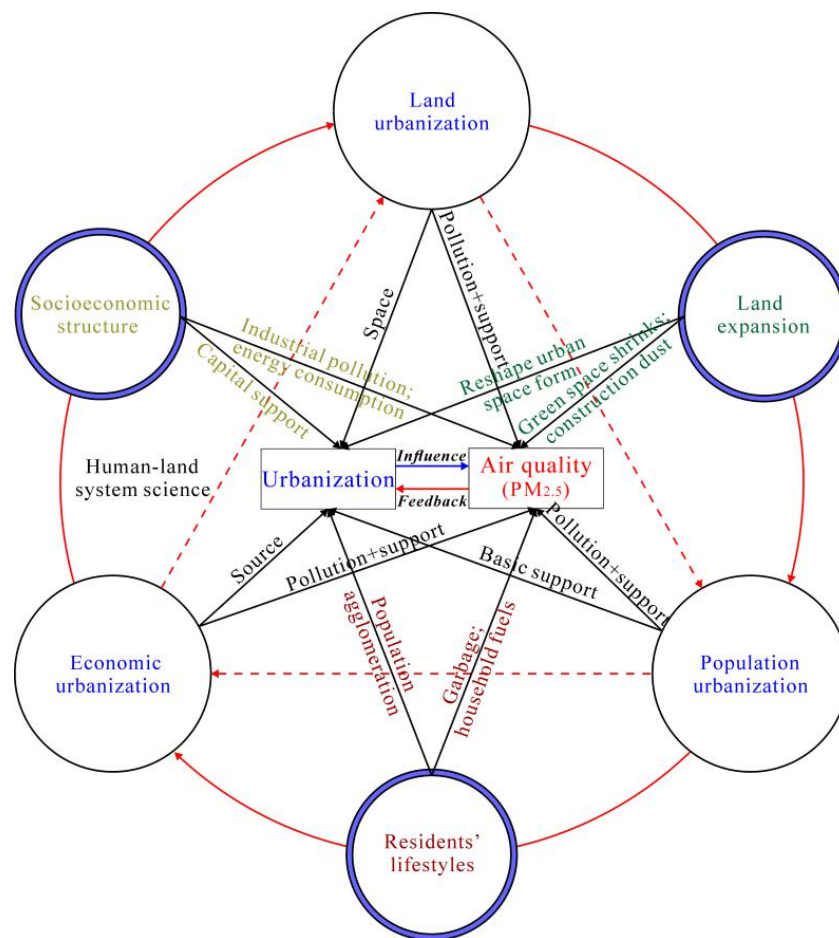 Land
urbanization
Socioeconomic
structure
Land
expansion
Space
Pollution+support
Industrial pollution;
energy consumption
Capital support
Reshape urban
space form
Green space shrinks;
construction dust
Human-land
system science
Urbanization
Influence
Feedback
Air quality
(PM2.5)
Source
Pollution+support
Basic support
Pollution+support
Population
agglomeration
Garbage;
household fuels
Economic
urbanization
Population
urbanization
Residents'
lifestyles